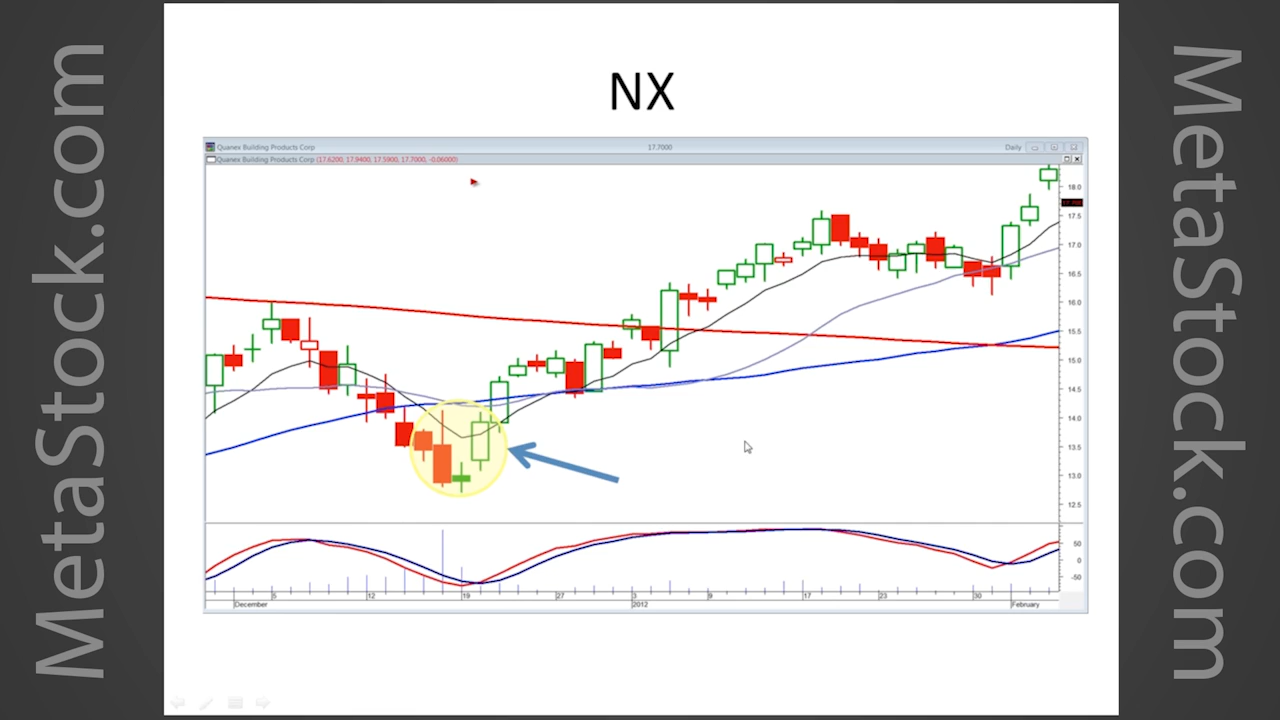 MetaStock.com
NX
Quanex Building Products Corp 17.7000 Daily
Quanex Building Products Corp (17.6200, 17.9400, 17.5900, 17.7000, -0.06000)
18.0
17.5
17.0
16.5
16.0
15.5
15.0
14.5
14.0
13.5
13.0
12.5
50
0
-50
5 12 19 27 3 9 17 23 30
December 2012 February
MetaStock.com